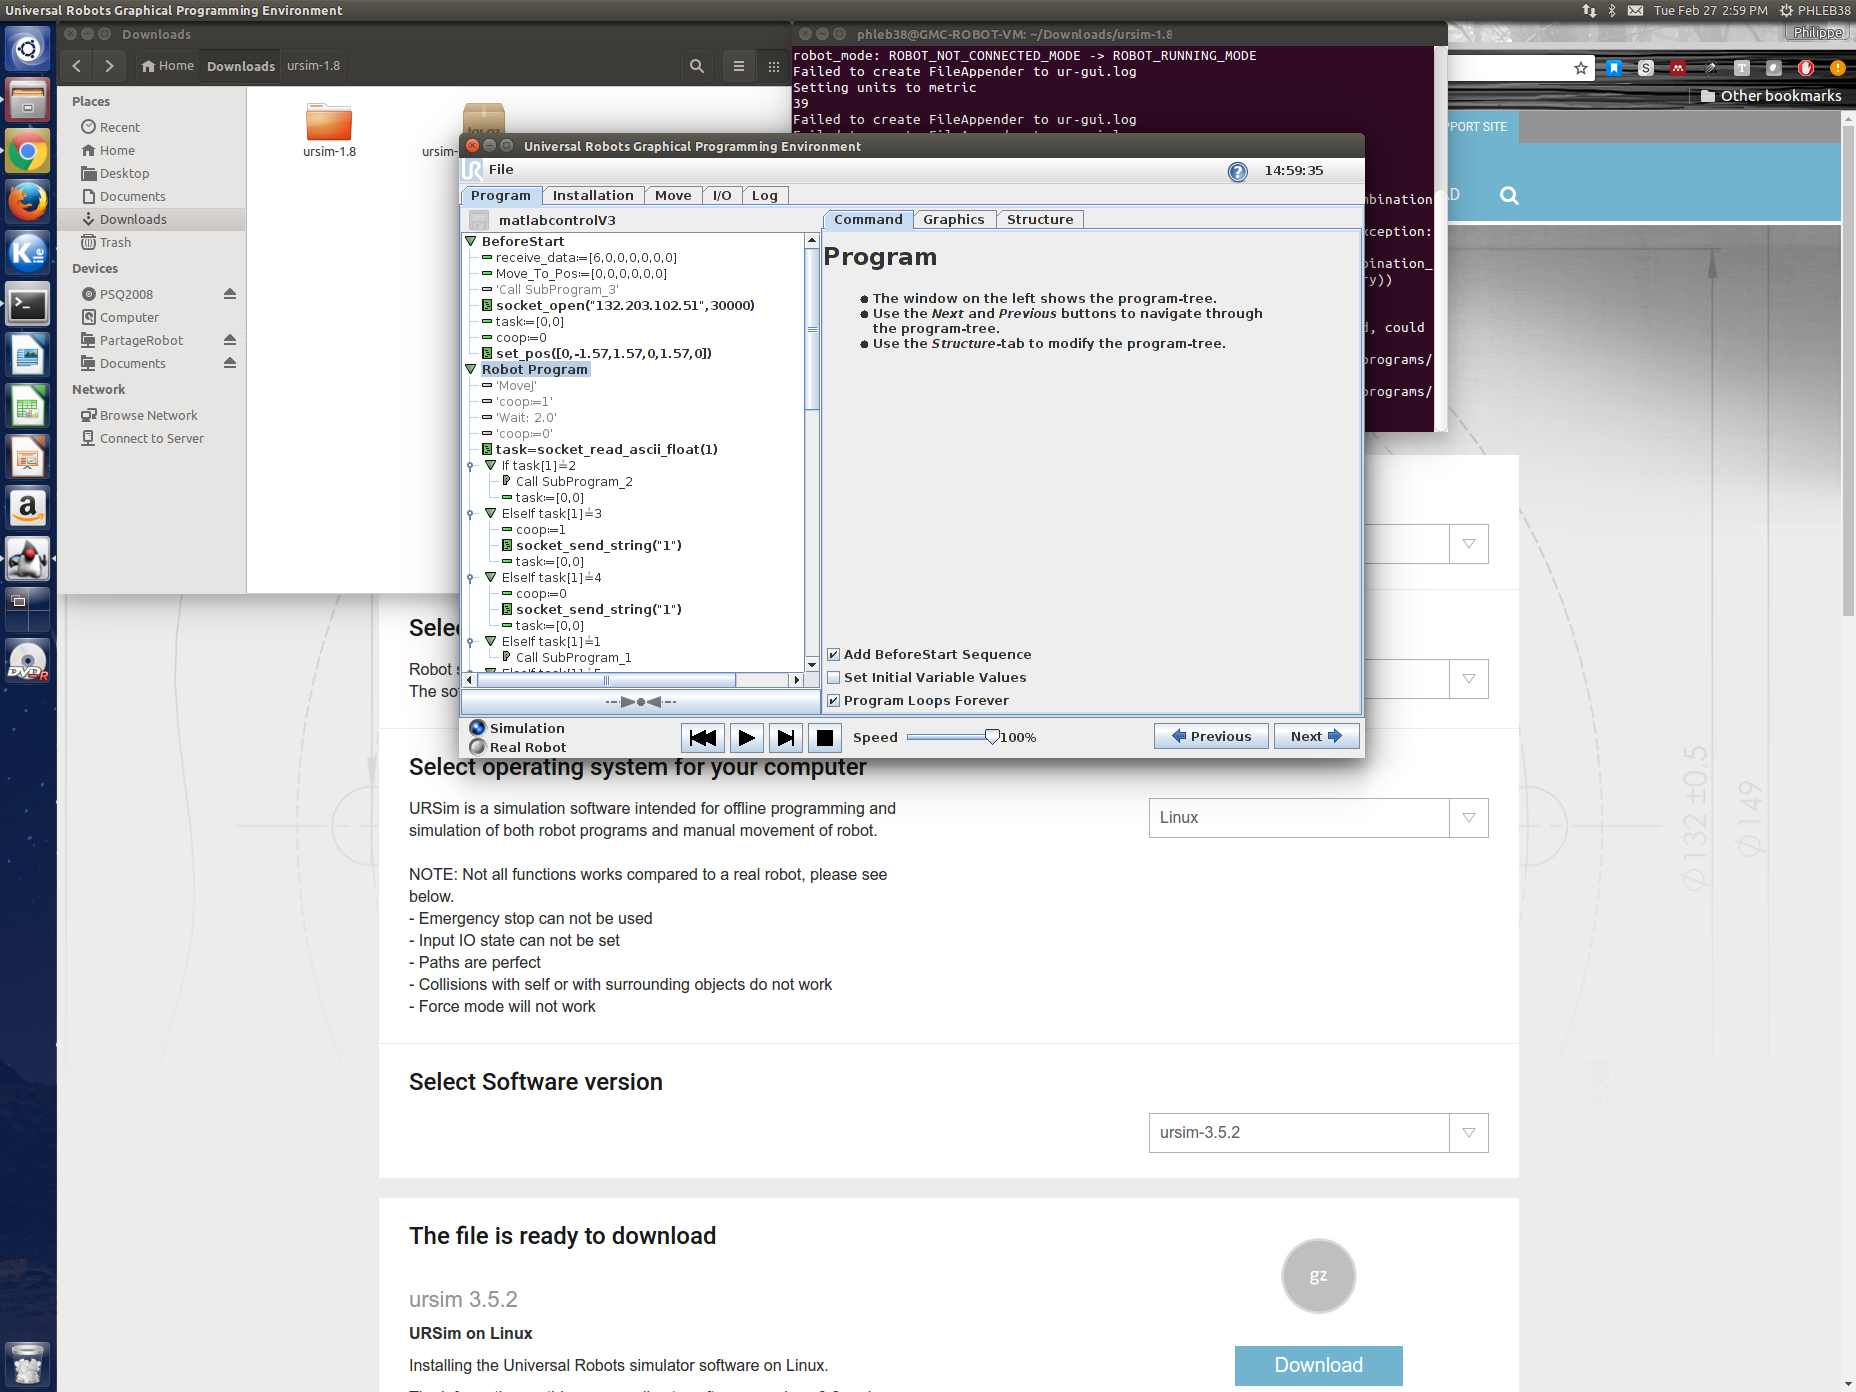 Universal Robots Graphical Programming Environment
Tue Feb 27 2:59 PM PHLEB38
Downloads
Home Downloads ursim-1.8
Places
Recent
Home
Desktop
Documents
Downloads
Trash
Devices
PSQ2008
Computer
PartageRobot
Documents
Network
Browse Network
Connect to Server
ursim-1.8
tar.gz
ursim-
phleb38@GMC-ROBOT-VM: ~/Downloads/ursim-1.8
robot_mode: ROBOT_NOT_CONNECTED_MODE -> ROBOT_RUNNING_MODE
Failed to create FileAppender to ur-gui.log
Setting units to metric
39
Failed to create FileAppender to ur-gui.log
mbination
xception:
bination_
ry))
, could
programs/
programs/
Philippe
Other bookmarks
PPORT SITE
D
Universal Robots Graphical Programming Environment
File
14:59:35
Program Installation Move I/O Log
matlabcontrolV3
BeforeStart
receive_data:=[6,0,0,0,0,0,0]
Move_To_Pos:=[0,0,0,0,0,0]
'Call SubProgram_3'
socket_open("132.203.102.51",30000)
task:=[0,0]
coop:=0
set_pos([0,-1.57,1.57,0,1.57,0])
Robot Program
'MoveJ'
'coop:=1'
'Wait: 2.0'
'coop:=0'
task=socket_read_ascii_float(1)
If task[1]≟2
Call SubProgram_2
task:=[0,0]
ElseIf task[1]≟3
coop:=1
socket_send_string("1")
task:=[0,0]
ElseIf task[1]≟4
coop:=0
socket_send_string("1")
task:=[0,0]
ElseIf task[1]≟1
Call SubProgram_1
Command Graphics Structure
Program
The window on the left shows the program-tree.
Use the Next and Previous buttons to navigate through
the program-tree.
Use the Structure-tab to modify the program-tree.
Add BeforeStart Sequence
Set Initial Variable Values
Program Loops Forever
Simulation
Real Robot
Speed 100%
Previous
Next
Sele
Robot s
The so
Select operating system for your computer
URSim is a simulation software intended for offline programming and
simulation of both robot programs and manual movement of robot.
NOTE: Not all functions works compared to a real robot, please see
below.
- Emergency stop can not be used
- Input IO state can not be set
- Paths are perfect
- Collisions with self or with surrounding objects do not work
- Force mode will not work
Linux
Ø132 ±0,5
Ø149
Select Software version
ursim-3.5.2
The file is ready to download
gz
ursim 3.5.2
URSim on Linux
Installing the Universal Robots simulator software on Linux.
Download